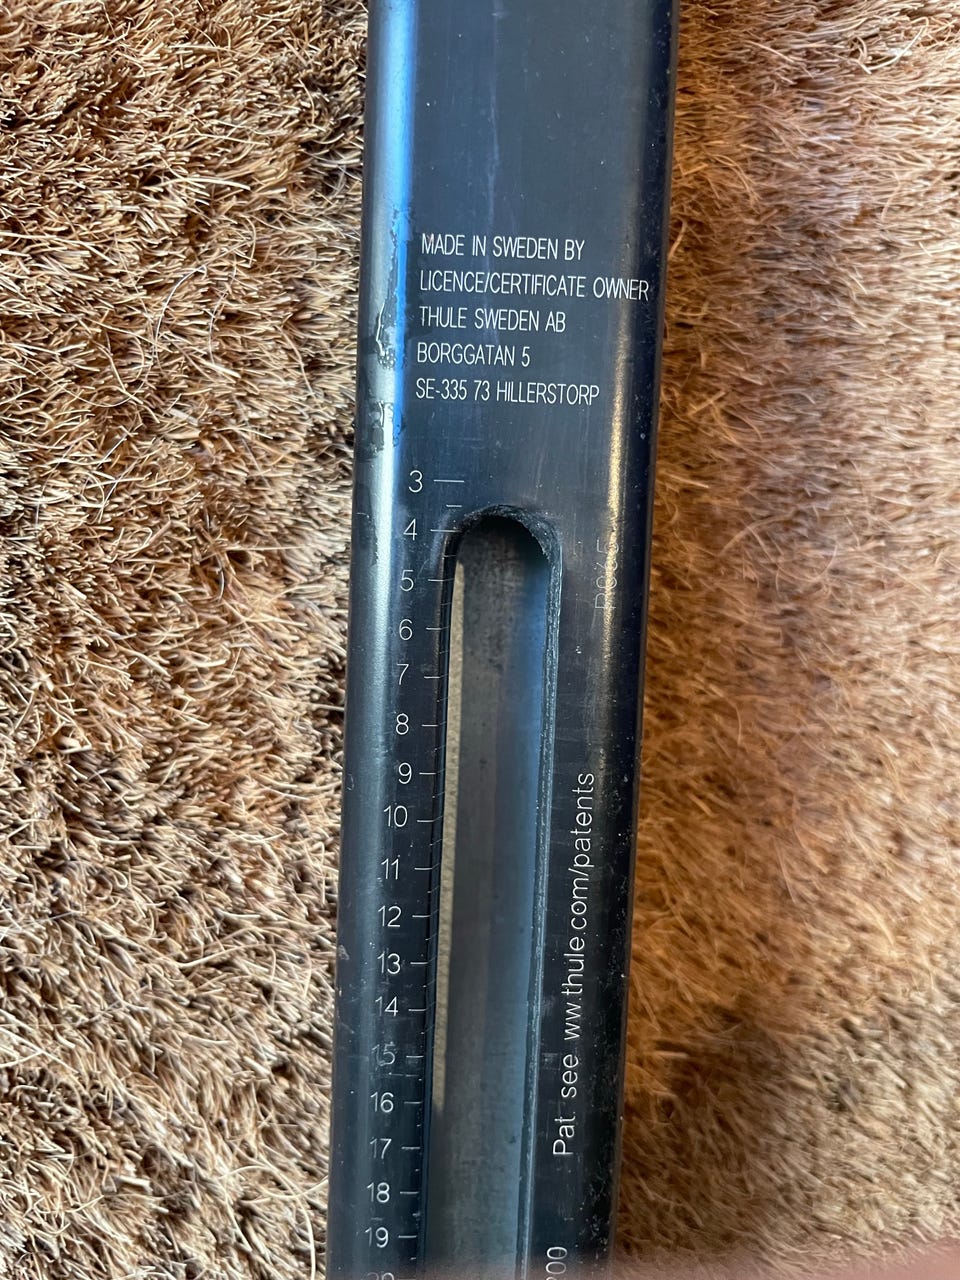 MADE IN SWEDEN BY
LICENCE/CERTIFICATE OWNER
THULE SWEDEN AB
BORGGATAN 5
SE-335 73 HILLERSTORP
3
4
5
6
7
8
9
10
11
12
13
14
15
16
17
18
19
Pat. see www.thule.com/patents